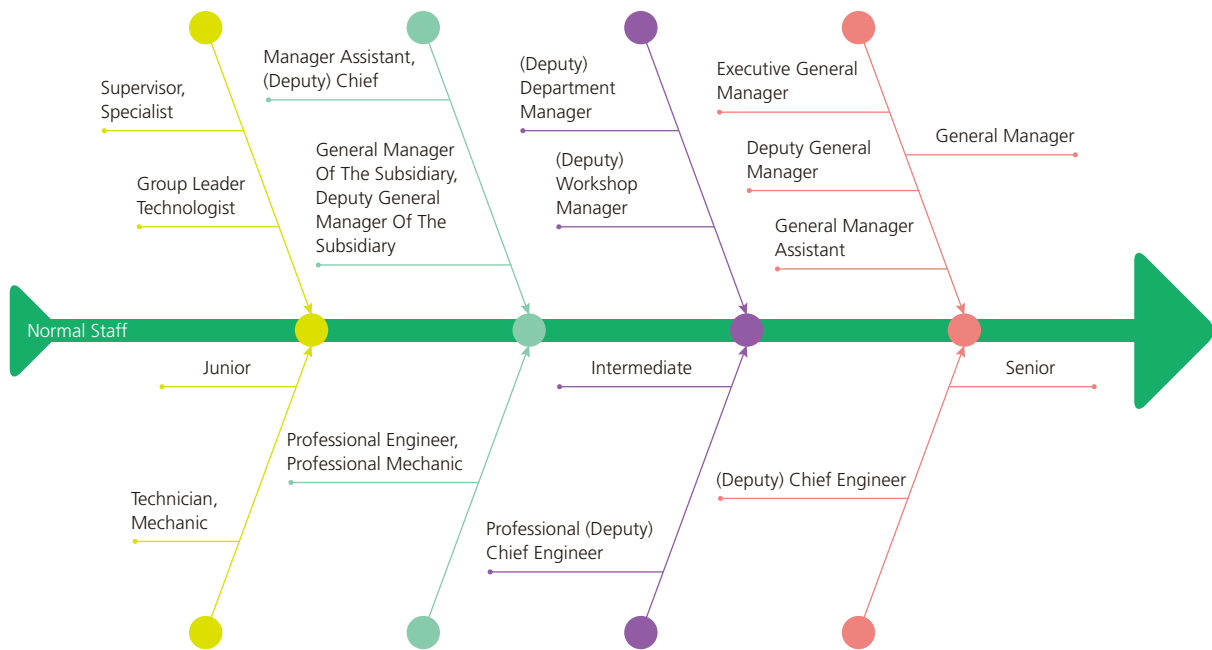 Manager Assistant,
(Deputy) Chief
(Deputy)
Department
Manager
Executive General
Manager
Supervisor,
Specialist
General Manager
General Manager
Of The Subsidiary,
Deputy General
Manager Of The
Subsidiary
(Deputy)
Workshop
Manager
Deputy General
Manager
Group Leader
Technologist
General Manager
Assistant
Normal Staff
Junior
Intermediate
Senior
Professional Engineer,
Professional Mechanic
(Deputy) Chief Engineer
Technician,
Mechanic
Professional (Deputy)
Chief Engineer